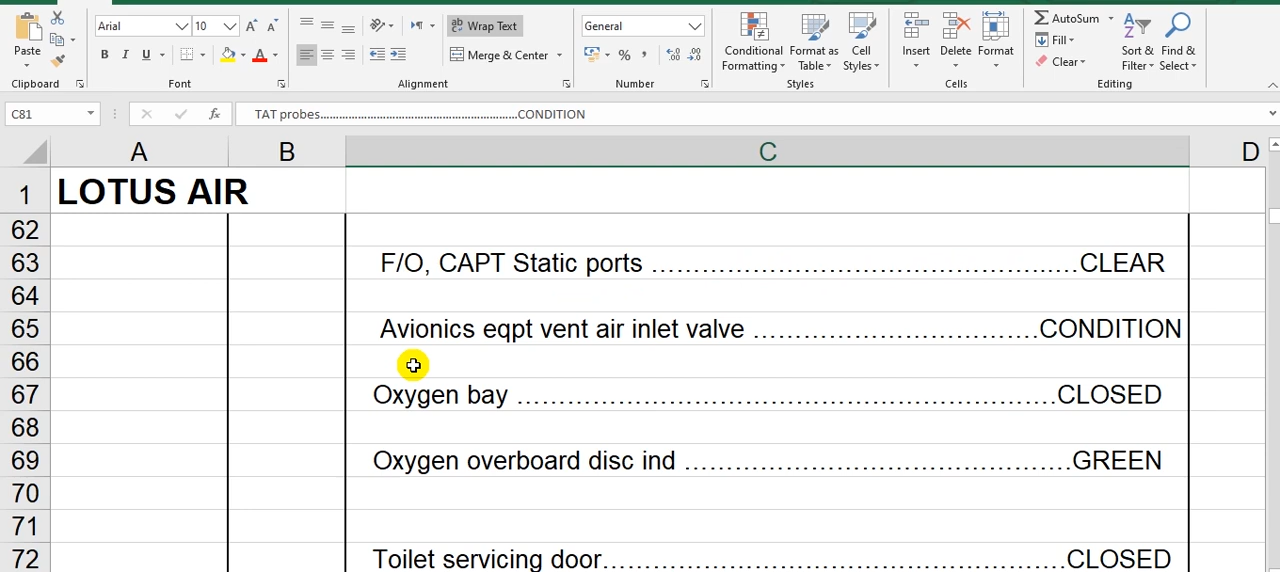 Arial 10 Wrap Text General AutoSum
Paste B I U Merge & Center % , Conditional Formatting Format as Table Cell Styles Insert Delete Format Fill Clear Sort & Filter Find & Select
Clipboard Font Alignment Number Styles Cells Editing
C81 fx TAT probes..........................................................CONDITION
A B C D
1 LOTUS AIR
62
63 F/O, CAPT Static ports .....................................................CLEAR
64
65 Avionics eqpt vent air inlet valve ..................................CONDITION
66
67 Oxygen bay ................................................................CLOSED
68
69 Oxygen overboard disc ind ..............................................GREEN
70
71
72 Toilet servicing door.......................................................CLOSED